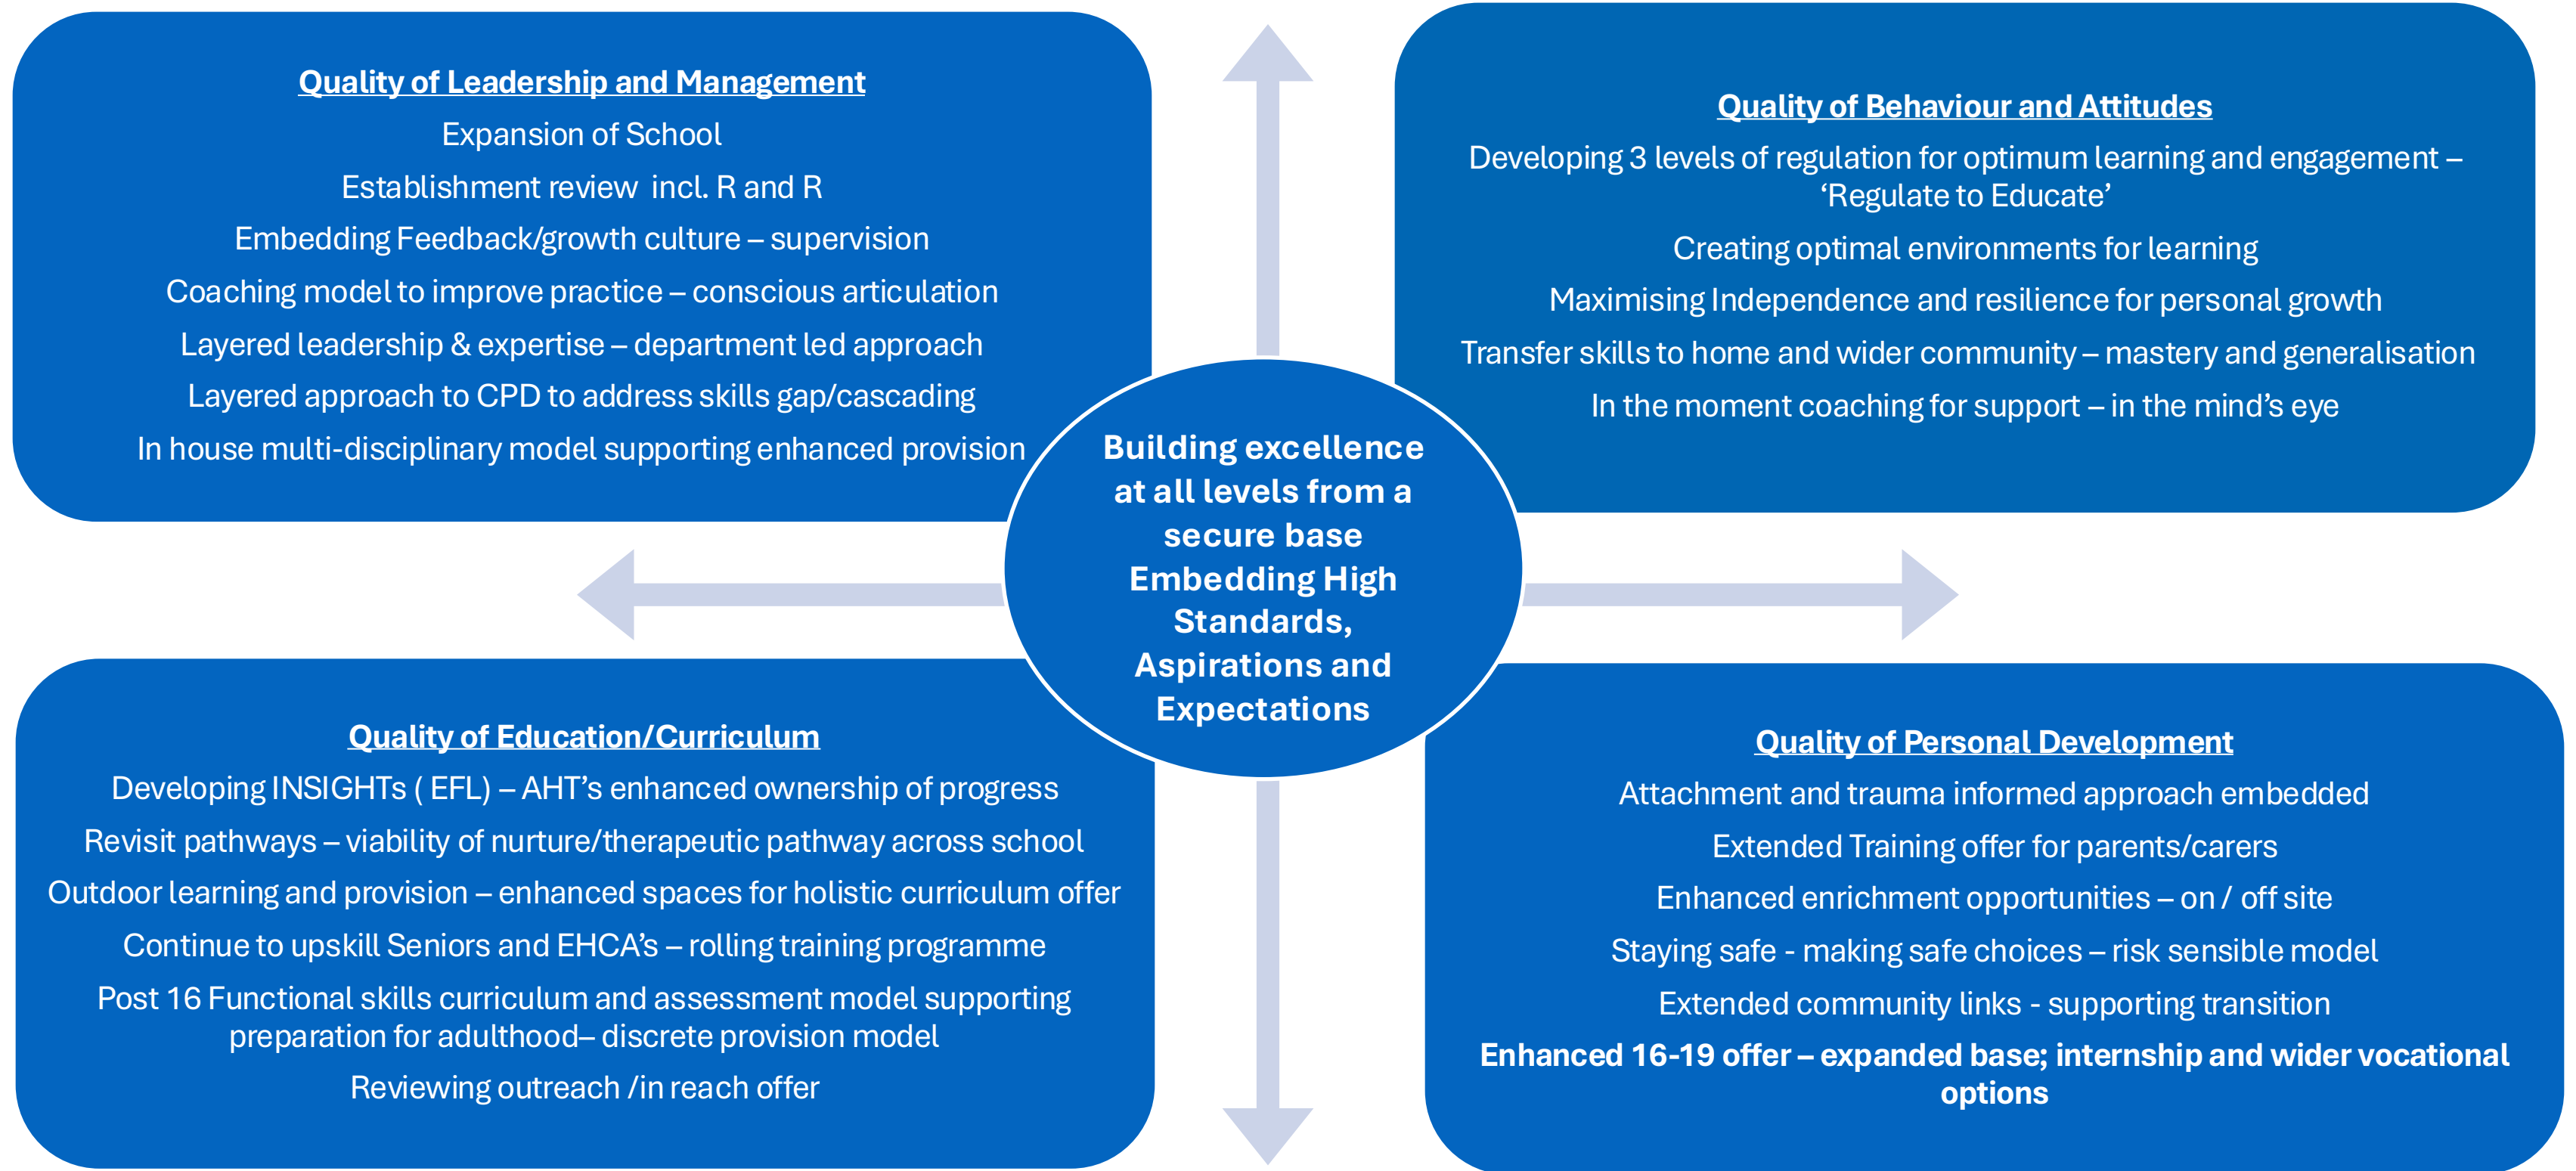 Quality of Leadership and Management
Expansion of School
Establishment review  incl. R and R
Embedding Feedback/growth culture – supervision
Coaching model to improve practice – conscious articulation
Layered leadership & expertise – department led approach
Layered approach to CPD to address skills gap/cascading
In house multi-disciplinary model supporting enhanced provision
Quality of Behaviour and Attitudes
Developing 3 levels of regulation for optimum learning and engagement –
‘Regulate to Educate’
Creating optimal environments for learning
Maximising Independence and resilience for personal growth
Transfer skills to home and wider community – mastery and generalisation
In the moment coaching for support – in the mind’s eye
Building excellence
at all levels from a
secure base
Embedding High
Standards,
Aspirations and
Expectations
Quality of Education/Curriculum
Developing INSIGHTs ( EFL) – AHT’s enhanced ownership of progress
Revisit pathways – viability of nurture/therapeutic pathway across school
Outdoor learning and provision – enhanced spaces for holistic curriculum offer
Continue to upskill Seniors and EHCA’s – rolling training programme
Post 16 Functional skills curriculum and assessment model supporting
preparation for adulthood– discrete provision model
Reviewing outreach /in reach offer
Quality of Personal Development
Attachment and trauma informed approach embedded
Extended Training offer for parents/carers
Enhanced enrichment opportunities – on / off site
Staying safe - making safe choices – risk sensible model
Extended community links - supporting transition
Enhanced 16-19 offer – expanded base; internship and wider vocational
options